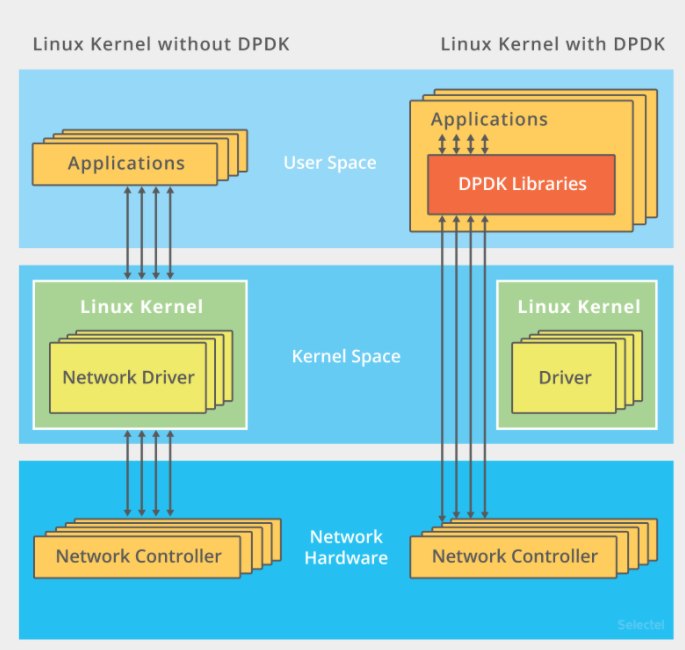 Linux Kernel without DPDK
Linux Kernel with DPDK
Applications
User Space
Applications
DPDK Libraries
Linux Kernel
Network Driver
Kernel Space
Linux Kernel
Driver
Network Controller
Network
Hardware
Network Controller
Selectel